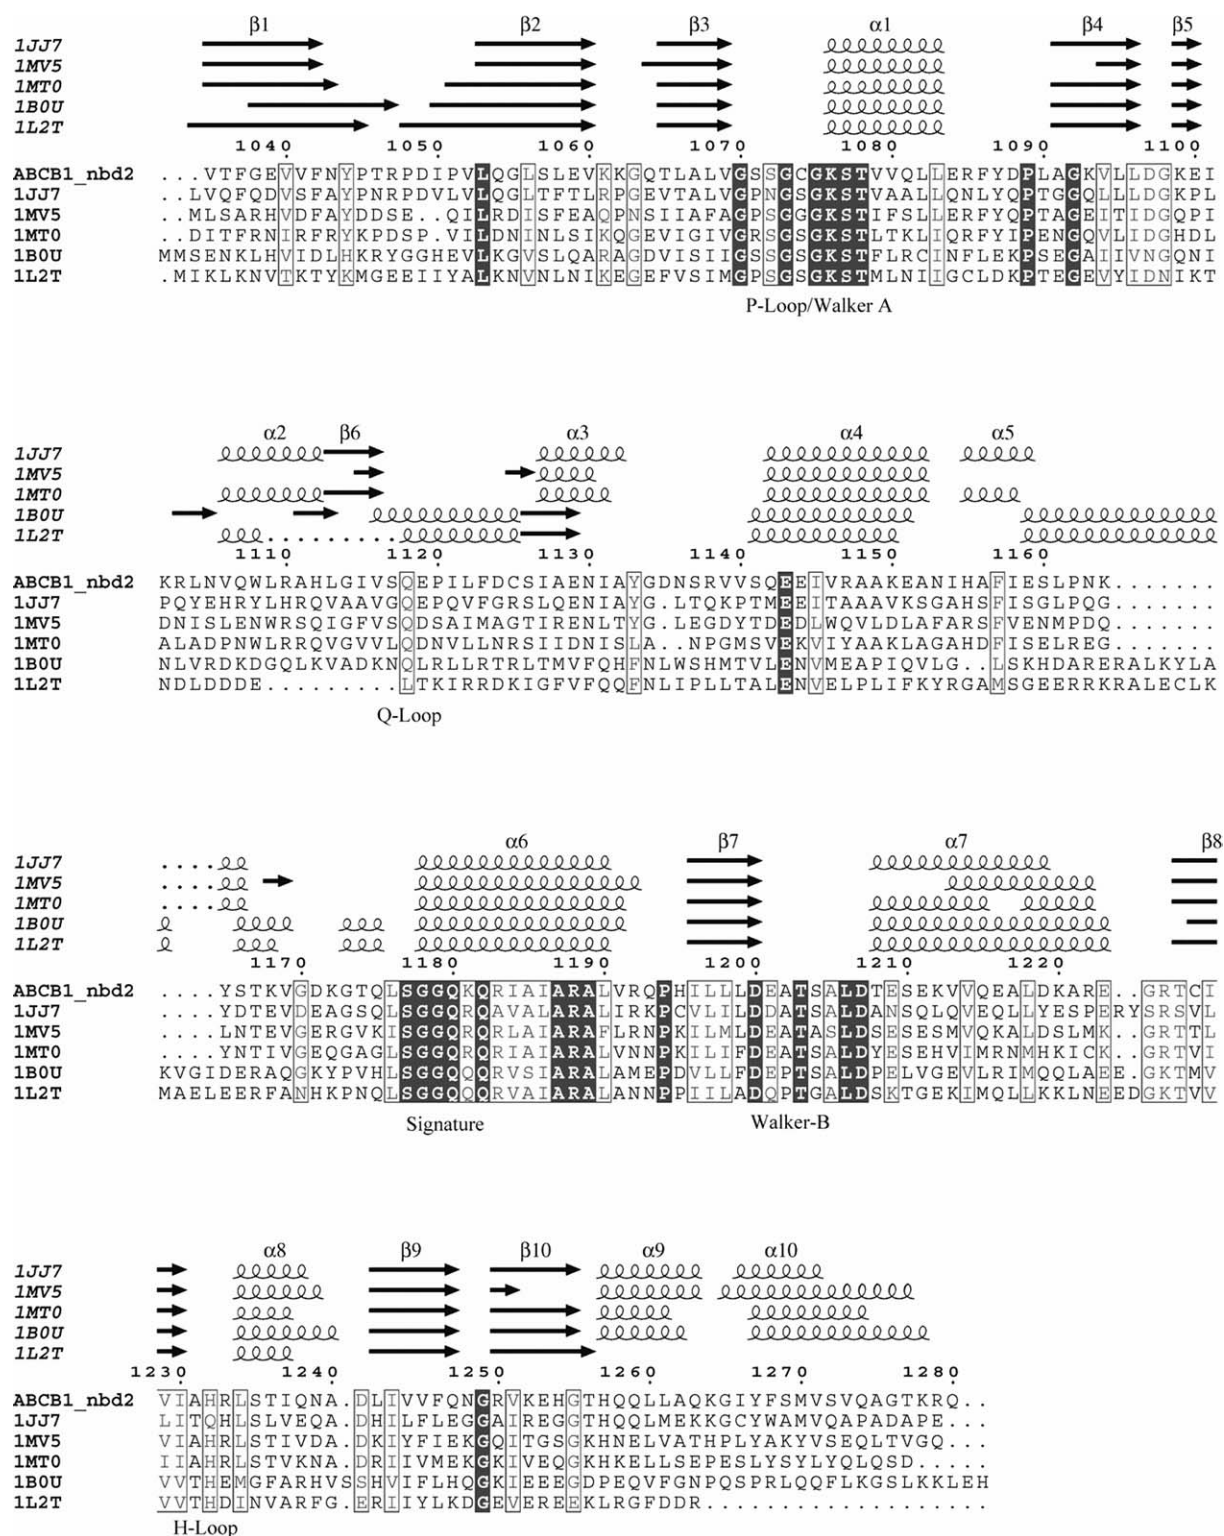 β1 β2 β3 α1 β4 β5
1JJ7
1MV5
1MT0
1B0U
1L2T
1040 1050 1060 1070 1080 1090 1100
ABCB1_nbd2 ...VTFGEVVFNYPTRPDIPVLQGLSLEVKKGQTLALVGSSGCGKSTVVQLLERFYDPLAGKVLLDGKEI
1JJ7 ..LVQFQDVSFAYPNRPDVLVLQGLTFTLRPGEVTALVGPNGSGKSTVAALLQNLYQPTGGQLLLDGKPL
1MV5 ..MLSARHVDFAYDDSE..QILRDISFEAQPNSIIAFAGPSGGGKSTIFSLLERFYQPTAGEITIDGQPI
1MT0 ..DITFRNIRFRYKPDSP.VILDNINLSIKQGEVIGIVGRSGSGKSTLTKLIQRFYIPENGQVLIDGHDL
1B0U MMSENKLHVIDLHKRYGGHEVLKGVSLQARAGDVISIIGSSGSGKSTFLRCINFLEKPSEGAIIVNGQNI
1L2T .MIKLKNVTKTYKMGEEIIYALKNVNLNIKEGEFVSIMGPSGSGKSTMLNIIGCLDKPTEGEVYIDNIKT
P-Loop/Walker A
α2 β6 α3 α4 α5
1JJ7
1MV5
1MT0
1B0U
1L2T
1110 1120 1130 1140 1150 1160
ABCB1_nbd2 KRLNVQWLRAHLGIVSQEPILFDCSIAENIAYGDNSRVVSQEEIVRAAKEANIHAFIESLPNK.......
1JJ7 PQYEHRYLHRQVAAVGQEPQVFGRSLQENIAYG.LTQKPTMEEITAAAVKSGAHSFISGLPQG.......
1MV5 DNISLENWRSQIGFVSQDSAIMAGTIRENLTYG.LEGDYTDEDLWQVLDLAFARSFVENMPDQ.......
1MT0 ALADPNWLRRQVGVVLQDNVLLNRSIIDNISLA..NPGMSVEKVIYAAKLAGAHDFISELREG.......
1B0U NLVRDKDGQLKVADKNQLRLLRTRLTMVFQHFNLWSHMTVLENVMEAPIQVLG..LSKHDARERALKYLA
1L2T NDLDDDE.........LTKIRRDKIGFVFQQFNLIPLLTALENVELPLIFKYRGAMSGEERRKRALECLK
Q-Loop
α6 β7 α7 β8
1JJ7 ....
1MV5 ....
1MT0 ....
1B0U
1L2T
1170 1180 1190 1200 1210 1220
ABCB1_nbd2 ....YSTKVGDKGTQLSGGQKQRIAIARALVRQPHILLLDEATSALDTESEKVVQEALDKARE..GRTCI
1JJ7 ....YDTEVDEAGSQLSGGQRQAVALARALIRKPCVLILDDATSALDANSQLQVEQLLYESPERYSRSVL
1MV5 ....LNTEVGERGVKISGGQRQRLAIARAFLRNPKILMLDEATASLDSESESMVQKALDSLMK..GRTTL
1MT0 ....YNTIVGEQGAGLSGGQRQRIAIARALVNNPKILIFDEATSALDYESEHVIMRNMHKICK..GRTVI
1B0U KVGIDERAQGKYPVHLSGGQQQRVSIARALAMEPDVLLFDEPTSALDPELVGEVLRIMQQLAEE.GKTMV
1L2T MAELEERFANHKPNQLSGGQQQRVAIARALANNPPIILADQPTGALDSKTGEKIMQLLKKLNEEDGKTVV
Signature Walker-B
α8 β9 β10 α9 α10
1JJ7
1MV5
1MT0
1B0U
1L2T
1230 1240 1250 1260 1270 1280
ABCB1_nbd2 VIAHRLSTIQNA.DLIVVFQNGRVKEHGTHQQLLAQKGIYFSMVSVQAGTKRQ..
1JJ7 LITQHLSLVEQA.DHILFLEGGAIREGGTHQQLMEKKGCYWAMVQAPADAPE...
1MV5 VIAHRLSTIVDA.DKIYFIEKGQITGSGKHNELVATHPLYAKYVSEQLTVGQ...
1MT0 IIAHRLSTVKNA.DRIIVMEKGKIVEQGKHKELLSEPESLYSYLYQLQSD.....
1B0U VVTHEMGFARHVSSHVIFLHQGKIEEEGDPEQVFGNPQSPRLQQFLKGSLKKLEH
1L2T VVTHDINVARFG.ERIIYLKDGEVEREEKLRGFDDR...................
H-Loop